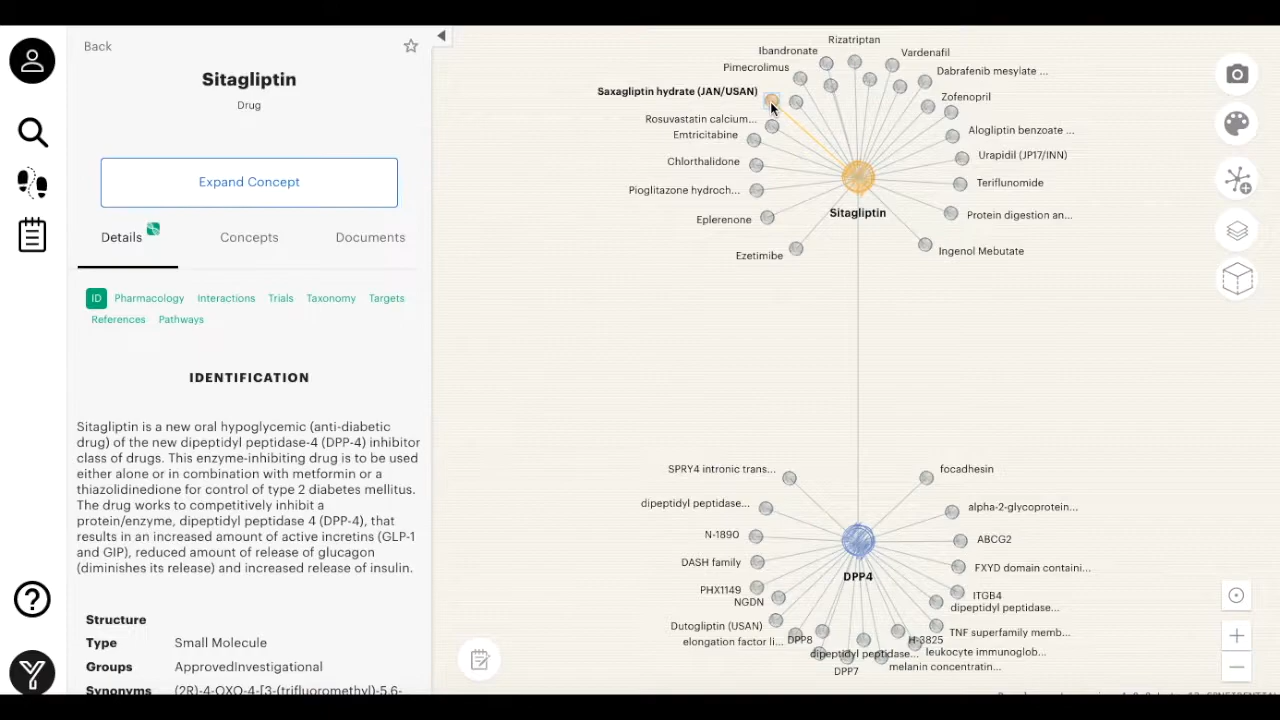 Back
Sitagliptin
Drug
Expand Concept
Details
Concepts
Documents
ID
Pharmacology
Interactions
Trials
Taxonomy
Targets
References
Pathways
IDENTIFICATION
Sitagliptin is a new oral hypoglycemic (anti-diabetic
drug) of the new dipeptidyl peptidase-4 (DPP-4) inhibitor
class of drugs. This enzyme-inhibiting drug is to be used
either alone or in combination with metformin or a
thiazolidinedione for control of type 2 diabetes mellitus.
The drug works to competitively inhibit a
protein/enzyme, dipeptidyl peptidase 4 (DPP-4), that
results in an increased amount of active incretins (GLP-1
and GIP), reduced amount of release of glucagon
(diminishes its release) and increased release of insulin.
Structure
Type Small Molecule
Groups ApprovedInvestigational
Synonyms (2R)-4-OXO-4-[3-(trifluoromethyl)-5,6-
Rizatriptan
Ibandronate
Vardenafil
Pimecrolimus
Dabrafenib mesylate ...
Saxagliptin hydrate (JAN/USAN)
Zofenopril
Rosuvastatin calcium...
Emtricitabine
Alogliptin benzoate ...
Chlorthalidone
Urapidil (JP17/INN)
Pioglitazone hydroch...
Teriflunomide
Eplerenone
Sitagliptin
Protein digestion an...
Ezetimibe
Ingenol Mebutate
SPRY4 intronic trans...
focadhesin
dipeptidyl peptidase...
alpha-2-glycoprotein...
N-1890
ABCG2
DASH family
FXYD domain containi...
DPP4
PHX1149
ITGB4
NGDN
dipeptidyl peptidase...
Dutogliptin (USAN)
TNF superfamily memb...
elongation factor li...
DPP8
H-3825
dipeptidyl peptidase...
leukocyte immunoglob...
DPP7
melanin concentratin...